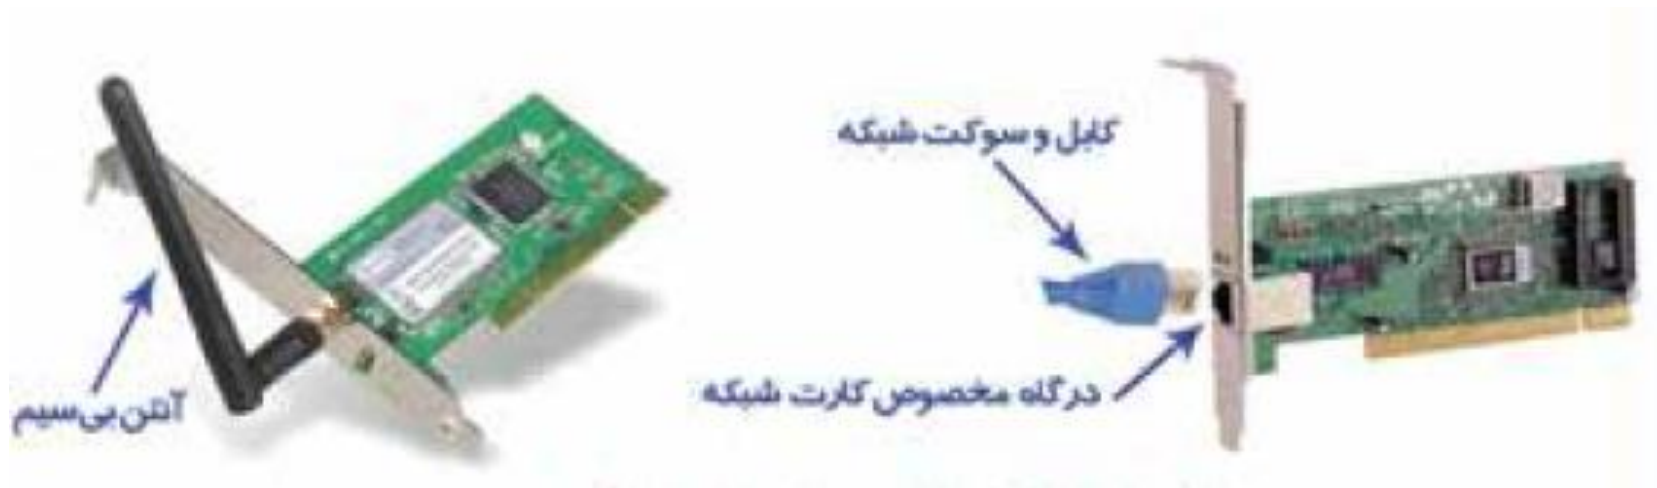 کابل و سوکت شبکه
درگاه مخصوص کارت شبکه
آنتن بی‌سیم